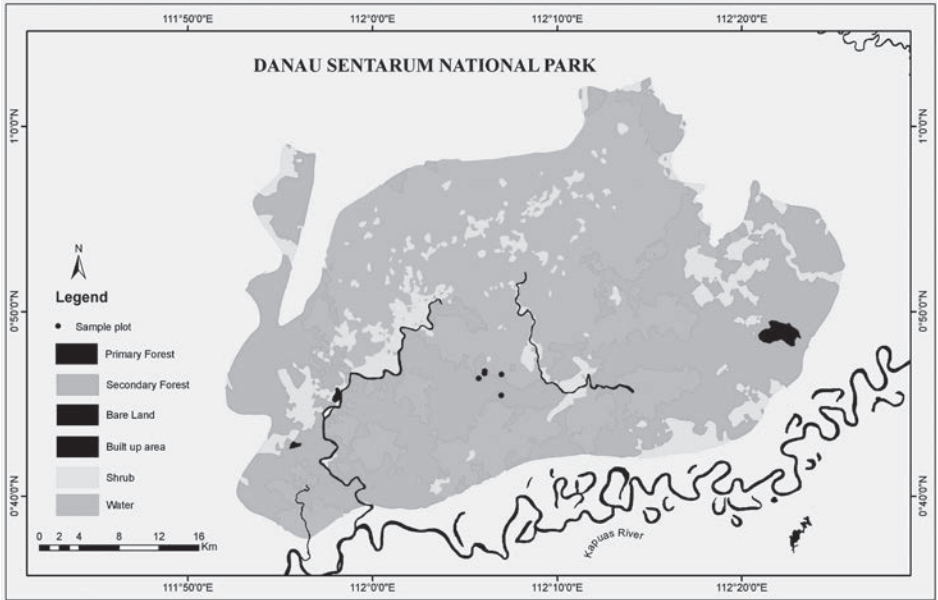 111°50'0"E 112°0'0"E 112°10'0"E 112°20'0"E
DANAU SENTARUM NATIONAL PARK
1°0'0"N 1°0'0"N
N
Legend
0°50'0"N 0°50'0"N
Sample plot
Primary Forest
Secondary Forest
Bare Land
Built up area
Shrub
Water
0°40'0"N 0°40'0"N
0 2 4 8 12 16
Km
Kapuas River
111°50'0"E 112°0'0"E 112°10'0"E 112°20'0"E